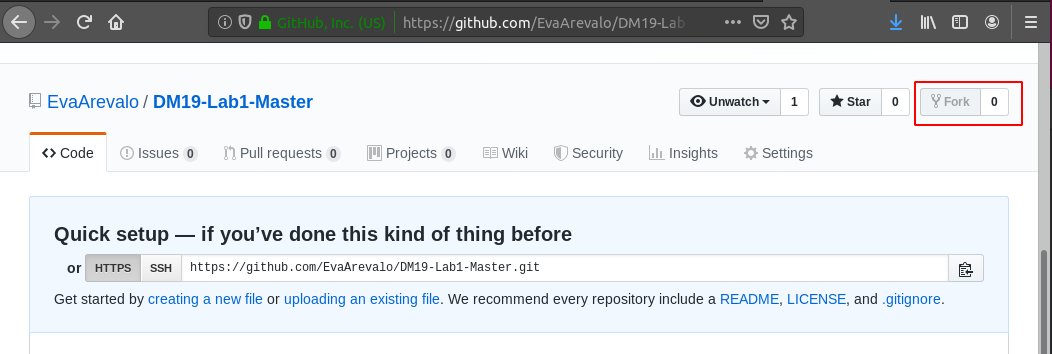 GitHub, Inc. (US) https://github.com/EvaArevalo/DM19-Lab
EvaArevalo / DM19-Lab1-Master
Unwatch 1 Star 0 Fork 0
Code Issues 0 Pull requests 0 Projects 0 Wiki Security Insights Settings
Quick setup — if you’ve done this kind of thing before
or HTTPS SSH https://github.com/EvaArevalo/DM19-Lab1-Master.git
Get started by creating a new file or uploading an existing file. We recommend every repository include a README, LICENSE, and .gitignore.